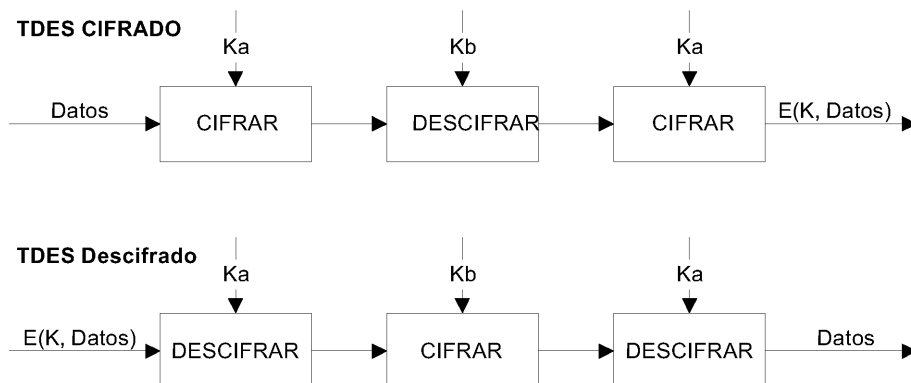 TDES CIFRADO
Ka
Kb
Ka
Datos
CIFRAR
DESCIFRAR
CIFRAR
E(K, Datos)
TDES Descifrado
Ka
Kb
Ka
E(K, Datos)
DESCIFRAR
CIFRAR
DESCIFRAR
Datos